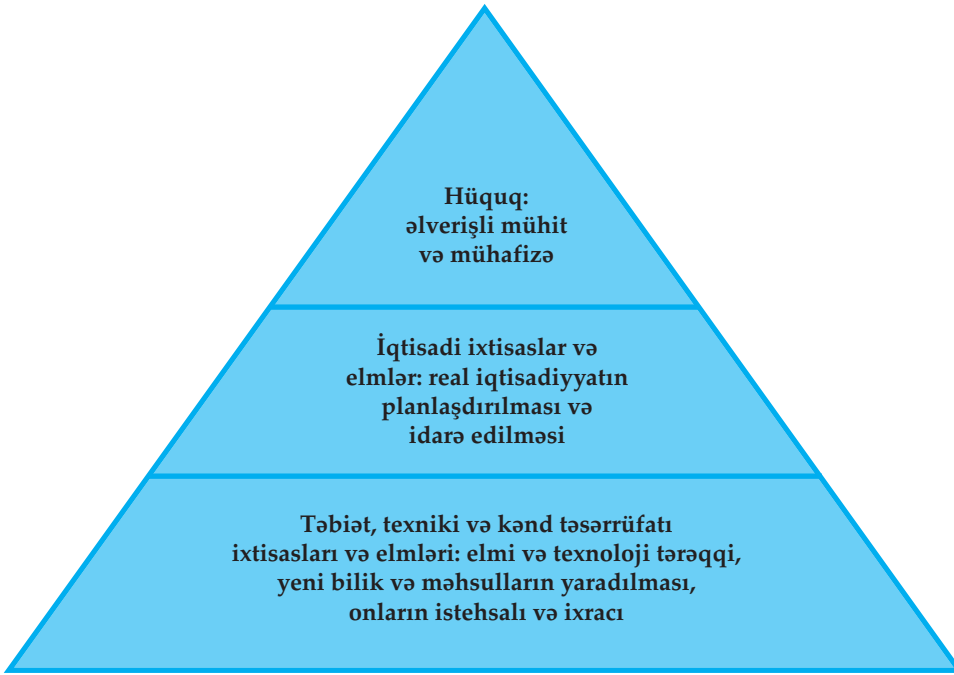 Hüquq:
əlverişli mühit
və mühafizə
İqtisadi ixtisaslar və
elmlər: real iqtisadiyyatın
planlaşdırılması və
idarə edilməsi
Təbiət, texniki və kənd təsərrüfatı
ixtisasları və elmləri: elmi və texnoloji tərəqqi,
yeni bilik və məhsulların yaradılması,
onların istehsalı və ixracı